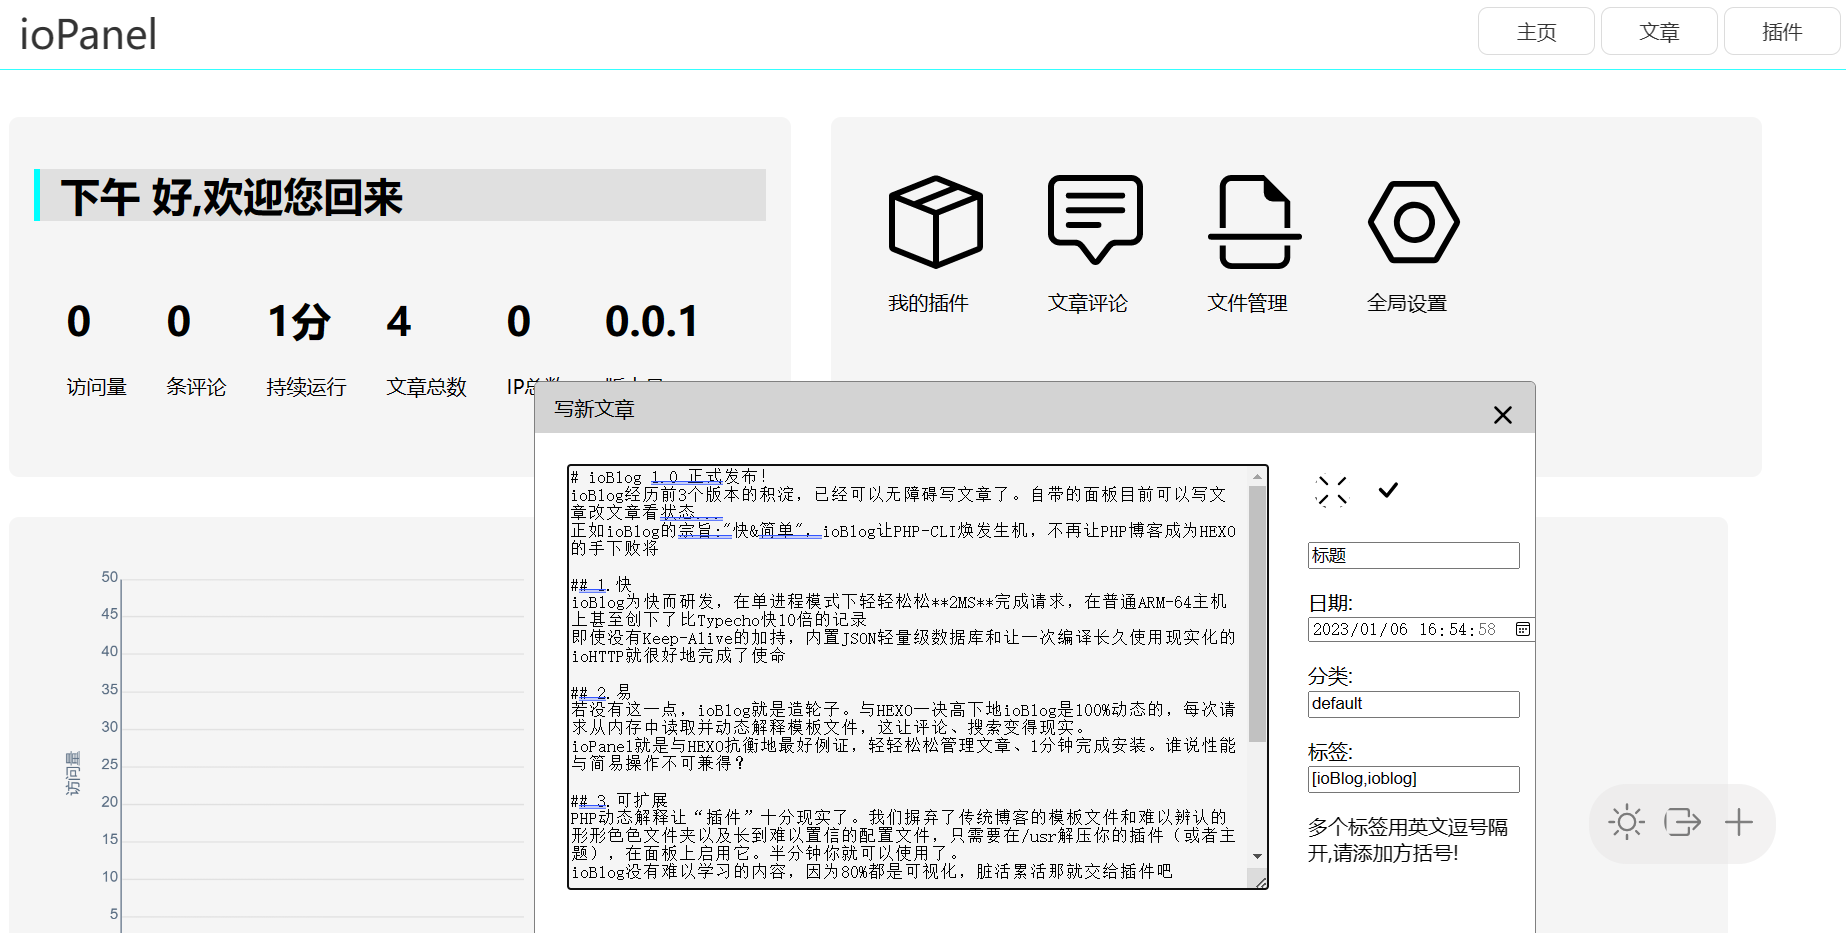 ioPanel
主页
文章
插件
下午 好,欢迎您回来
0
0
1分
4
0
0.0.1
访问量
条评论
持续运行
文章总数
我的插件
文章评论
文件管理
全局设置
写新文章
# ioBlog 1.0 正式发布!
ioBlog经历前3个版本的积淀，已经可以无障碍写文章了。自带的面板目前可以写文
章改文章看状态...
正如ioBlog的宗旨:"快&简单"，ioBlog让PHP-CLI焕发生机，不再让PHP博客成为HEXO
的手下败将
## 1.快
ioBlog为快而研发，在单进程模式下轻轻松松**2MS**完成请求，在普通ARM-64主机
上甚至创下了比Typecho快10倍的记录
即使没有Keep-Alive的加持，内置JSON轻量级数据库和让一次编译长久使用现实化的
ioHTTP就很好地完成了使命
## 2.易
若没有这一点，ioBlog就是造轮子。与HEXO一决高下地ioBlog是100%动态的，每次请
求从内存中读取并动态解释模板文件，这让评论、搜索变得现实。
ioPanel就是与HEXO抗衡地最好例证，轻轻松松管理文章、1分钟完成安装。谁说性能
与简易操作不可兼得？
## 3.可扩展
PHP动态解释让“插件”十分现实了。我们摒弃了传统博客的模板文件和难以辨认的
形形色色文件夹以及长到难以置信的配置文件，只需要在/usr解压你的插件（或者主
题），在面板上启用它。半分钟你就可以使用了。
ioBlog没有难以学习的内容，因为80%都是可视化，脏活累活那就交给插件吧
标题
日期:
2023/01/06 16:54:58
分类:
default
标签:
[ioBlog,ioblog]
多个标签用英文逗号隔
开,请添加方括号!
50
45
40
35
30
25
20
15
10
5
访问量